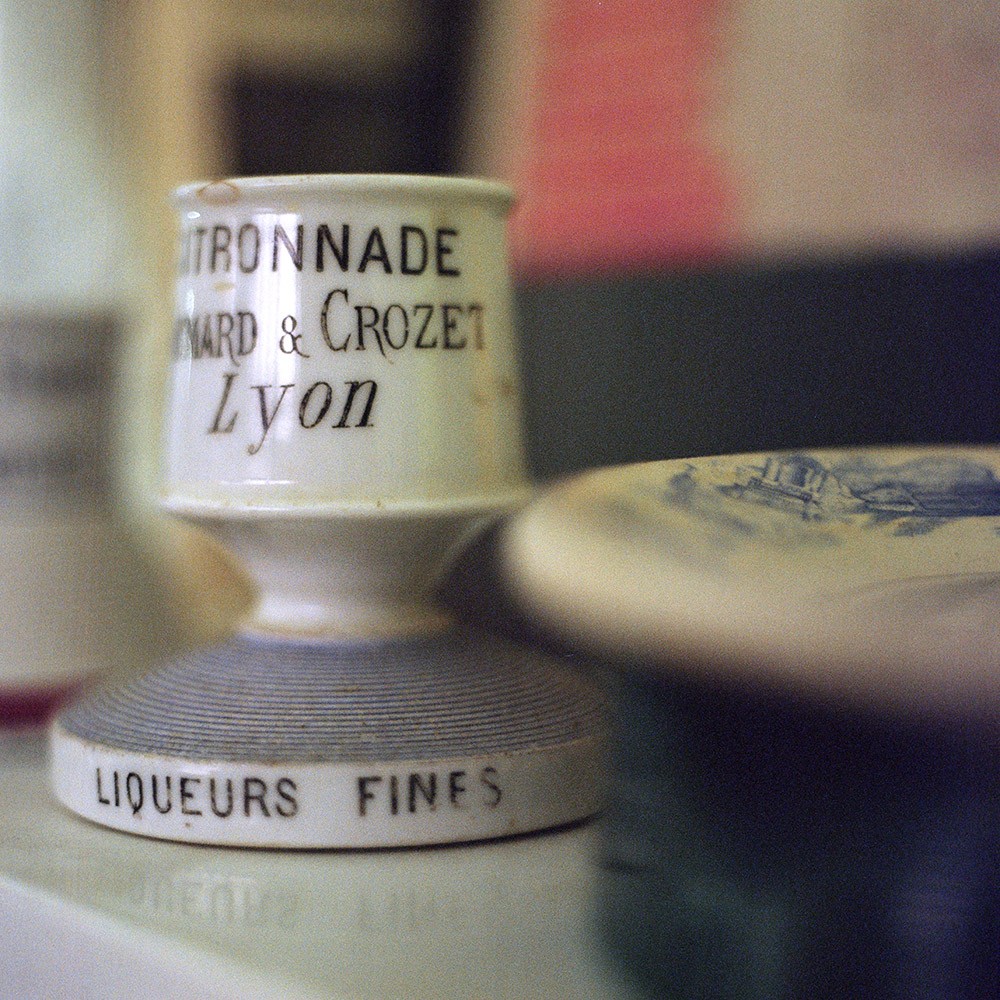 ITRONNADE
& CROZET
Lyon
LIQUEURS FINES